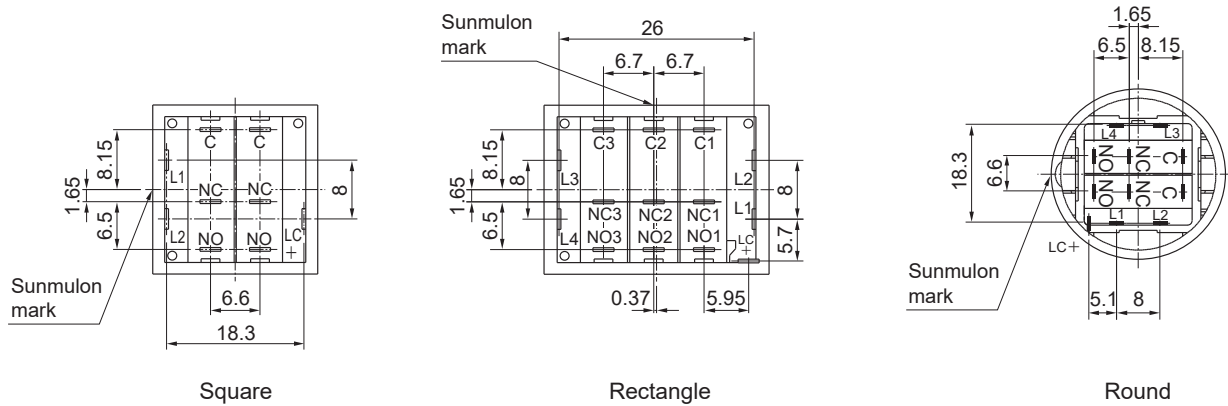 Sunmulon
mark
C
C
8.15
L1
8
NC
NC
1.65
6.5
L2
NO
NO
LC
+
Sunmulon
mark
6.6
18.3
Square
Sunmulon
mark
26
6.7
6.7
C3
C2
C1
8.15
L3
L2
8
8
1.65
6.5
NC3
NC2
NC1
L1
L4
NO3
NO2
NO1
LC
+
5.7
0.37
5.95
Rectangle
1.65
6.5
8.15
L4
L3
NO
NC
C
18.3
6.6
NO
NC
C
L1
L2
LC+
Sunmulon
mark
5.1
8
Round